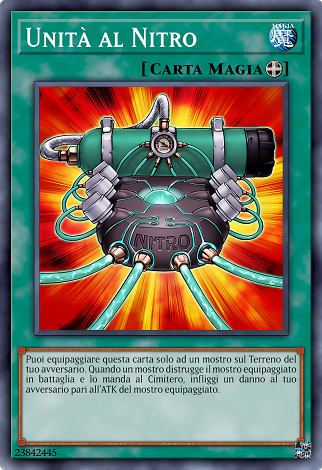 Unità al Nitro
MAGIA
[Carta Magia]
NITRO
Puoi equipaggiare questa carta solo ad un mostro sul Terreno del
tuo avversario. Quando un mostro distrugge il mostro equipaggiato
in battaglia e lo manda al Cimitero, infliggi un danno al tuo
avversario pari all'ATK del mostro equipaggiato.
23842445